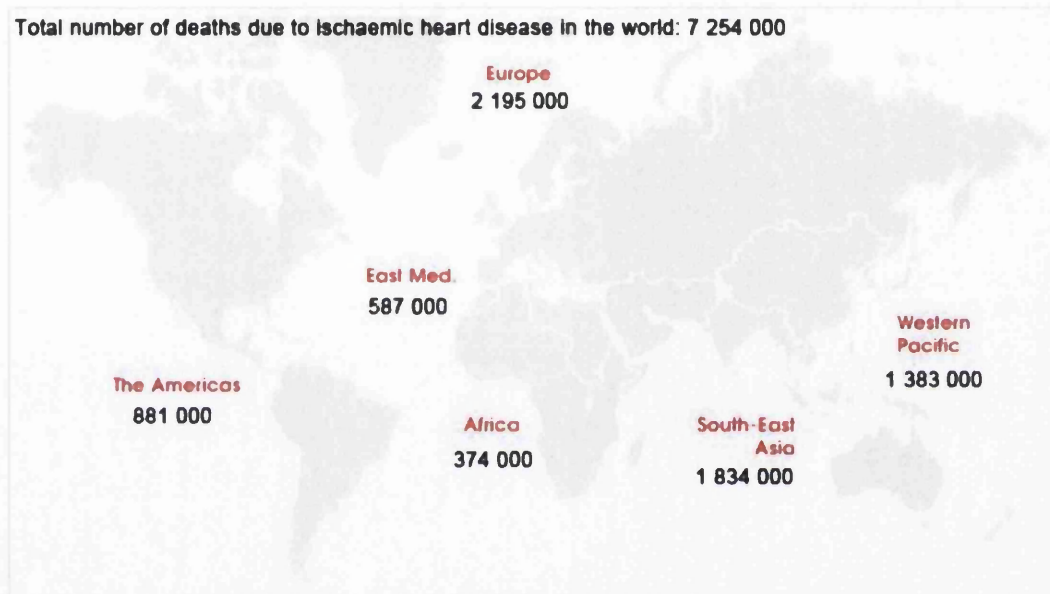 Total number of deaths due to ischaemic heart disease in the world: 7 254 000
Europe
2 195 000
East Med.
587 000
Western
Pacific
1 383 000
The Americas
881 000
Africa
374 000
South-East
Asia
1 834 000